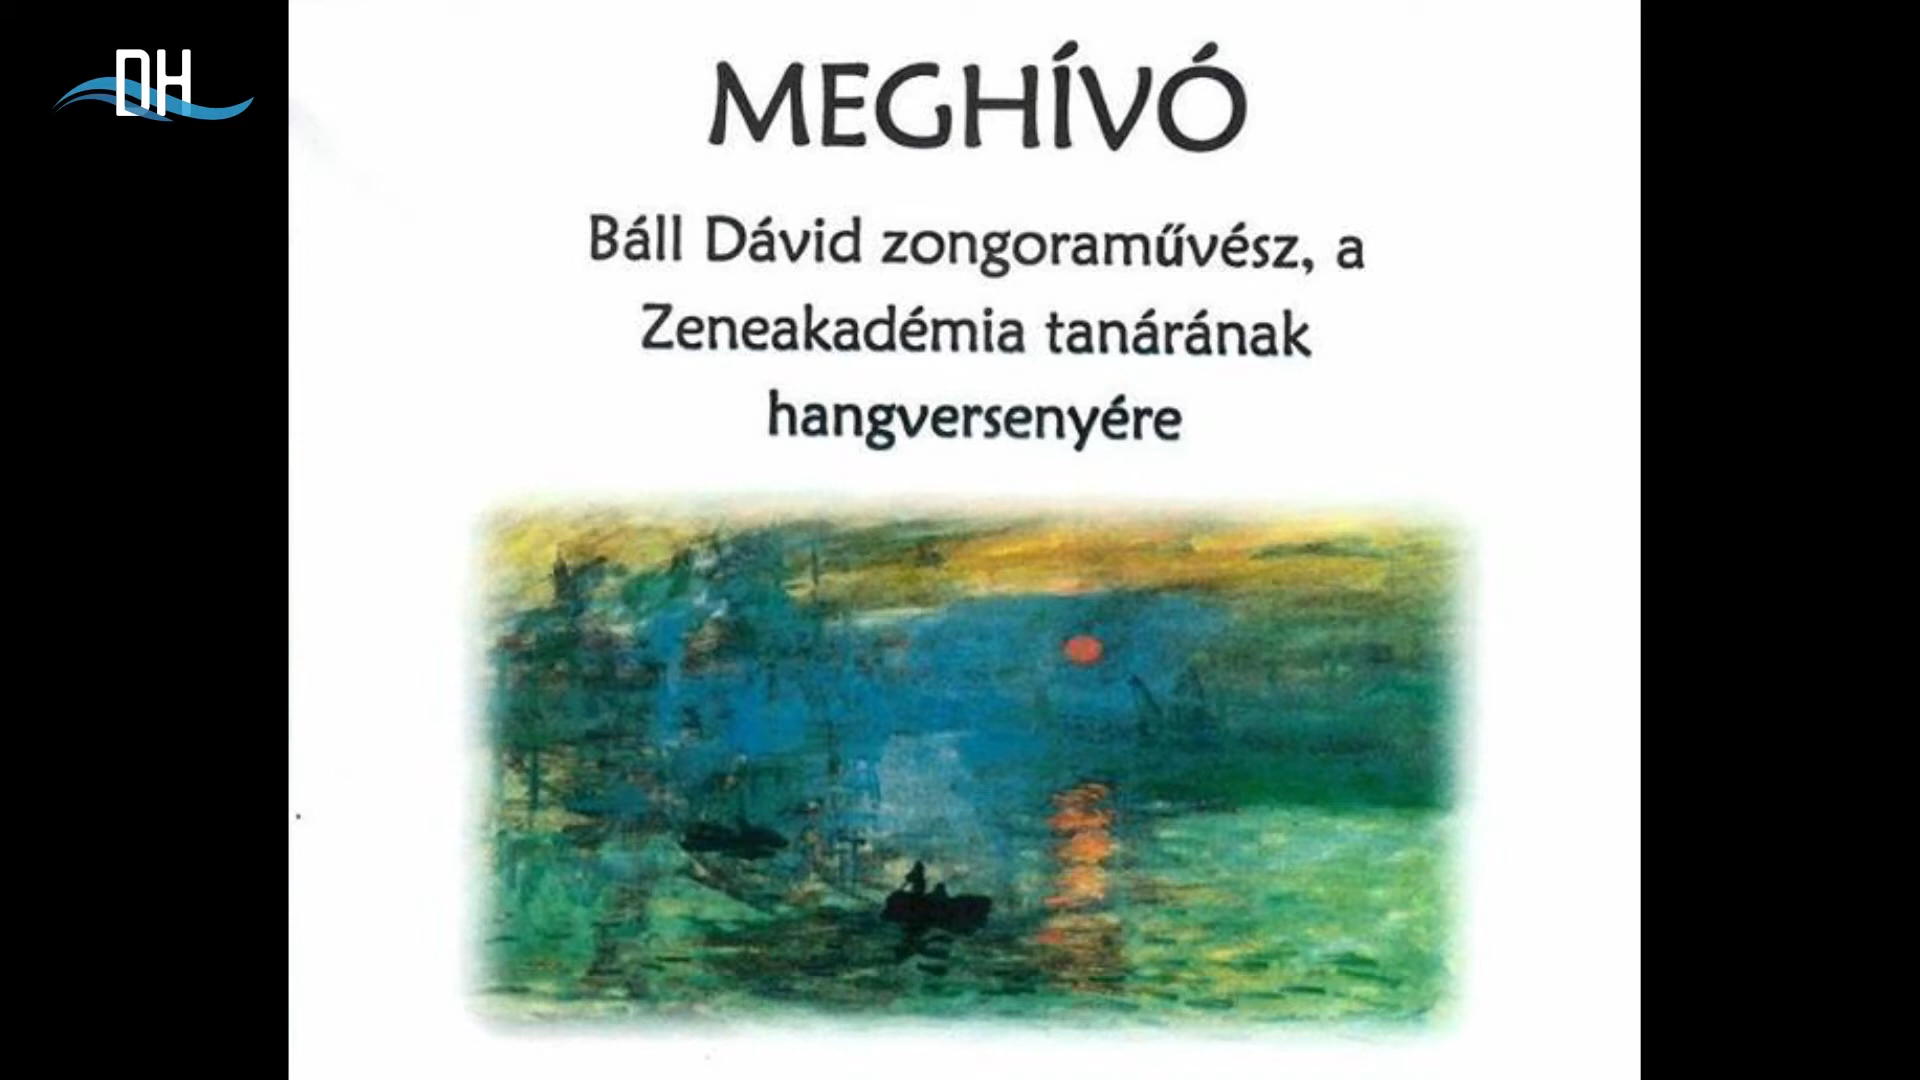 DH
MEGHÍVÓ
Báll Dávid zongoraművész, a
Zeneakadémia tanárának
hangversenyére